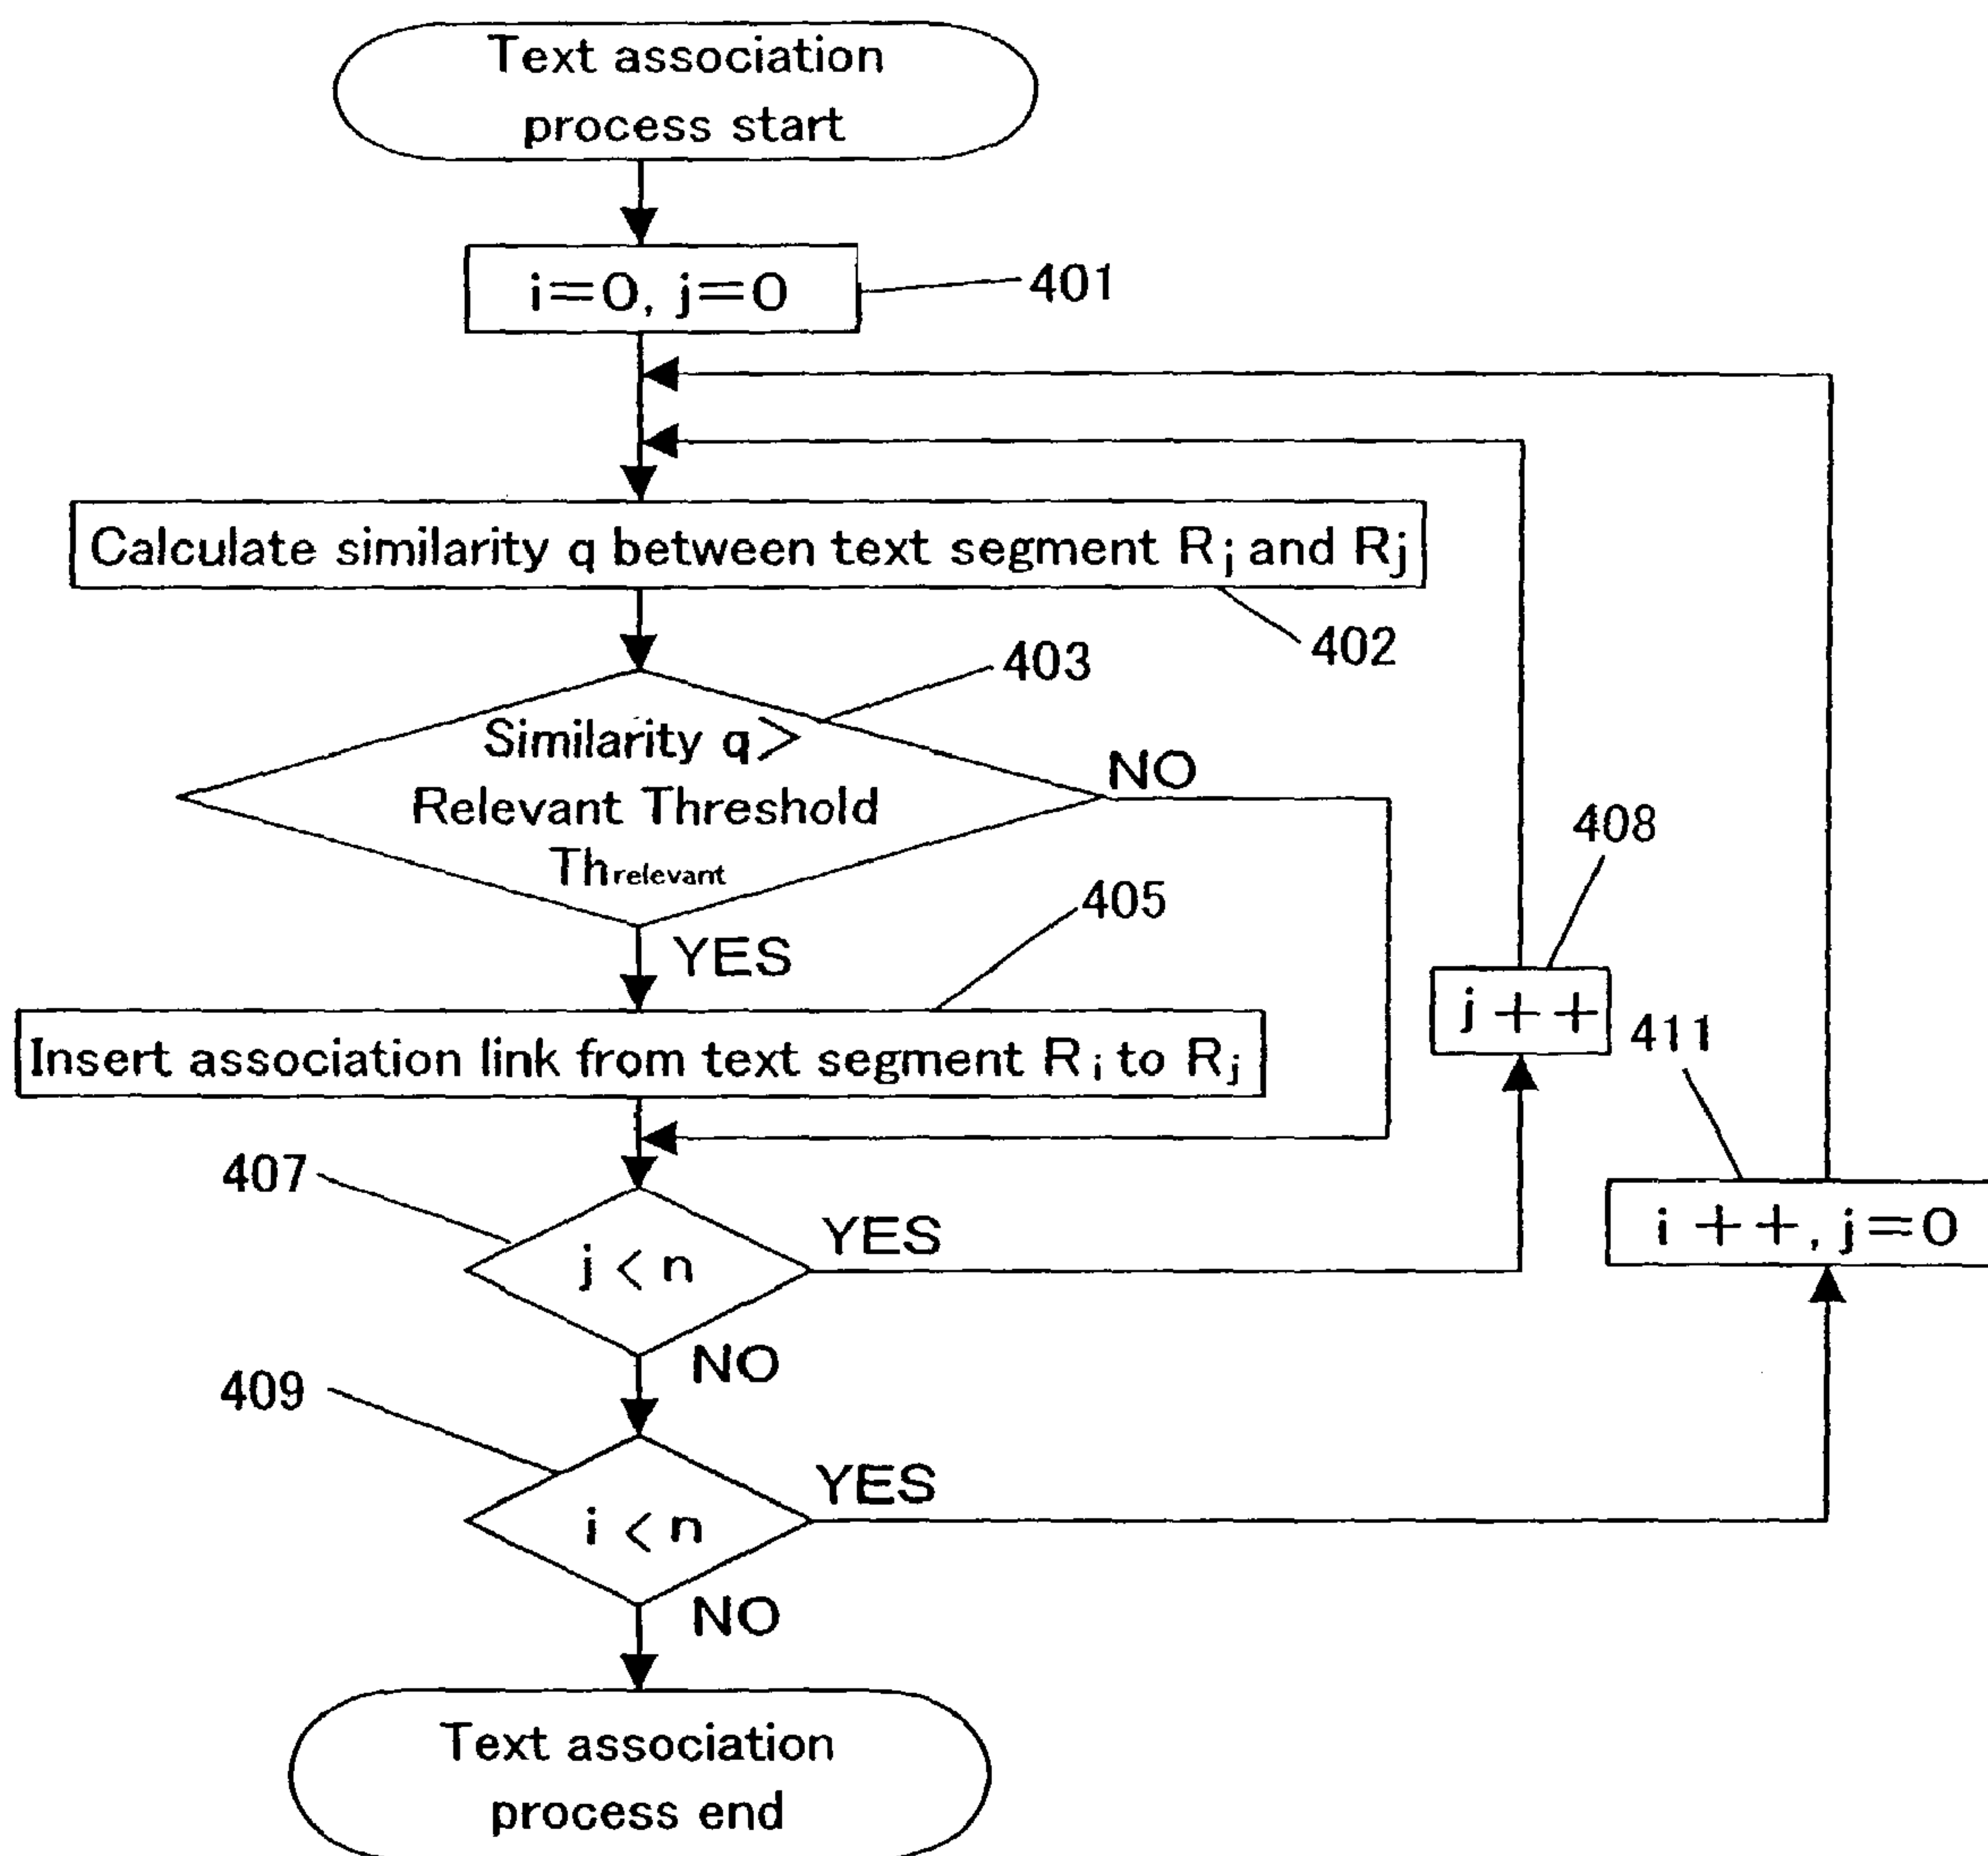 Text association
process start
i=0, j=0
401
Calculate similarity q between text segment Rj and Rj
402
403
Similarity q>
Relevant Threshold
Threlevant
NO
408
405
YES
j++
411
Insert association link from text segment Ri to Rj
407
YES
j<n
i++, j=0
NO
409
YES
i<n
NO
Text association
process end